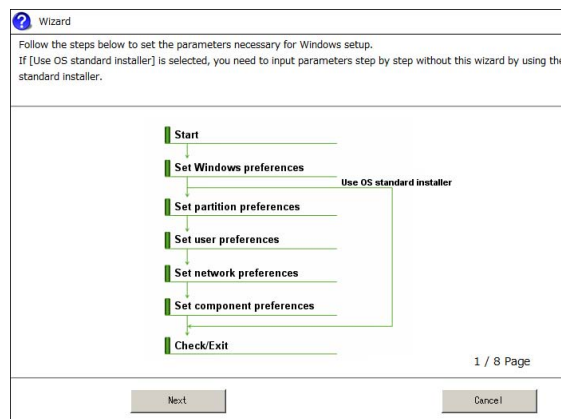 Wizard
Follow the steps below to set the parameters necessary for Windows setup.
If [Use OS standard installer] is selected, you need to input parameters step by step without this wizard by using the
standard installer.
Start
Set Windows preferences
Use OS standard installer
Set partition preferences
Set user preferences
Set network preferences
Set component preferences
Check/Exit
1 / 8 Page
Next
Cancel